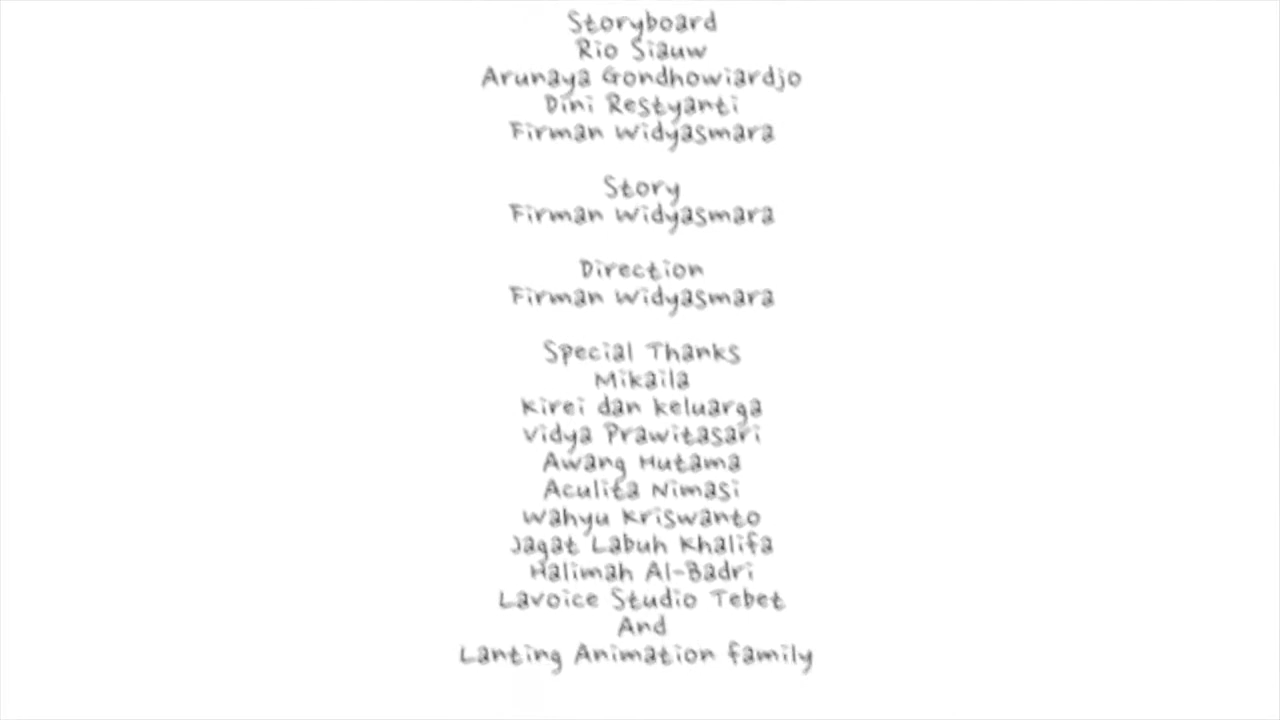 Storyboard
Rio Siauw
Arunaya Gondhowiardjo
Dini Restyanti
Firman Widyasmara
Story
Firman Widyasmara
Direction
Firman Widyasmara
Special Thanks
Mikaila
Kirei dan keluarga
Vidya Prawitasari
Awang Hutama
Aculita Nimasi
Wahyu Kriswanto
Jagat Labuh Khalifa
Halimah Al-Badri
Lavoice Studio Tebet
And
Lanting Animation family